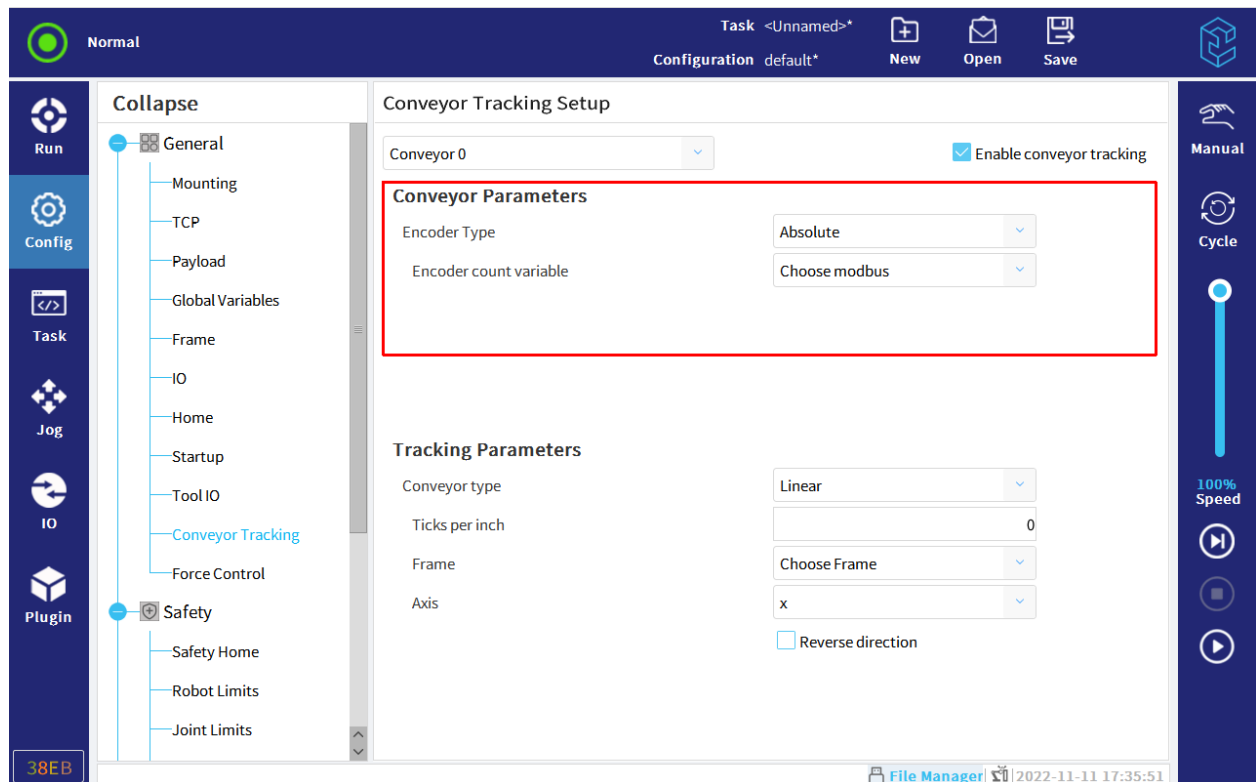 Normal
Task <Unnamed>*
Configuration default*
New
Open
Save
Run
Config
Task
Jog
IO
Plugin
38EB
Collapse
General
Mounting
TCP
Payload
Global Variables
Frame
IO
Home
Startup
Tool IO
Conveyor Tracking
Force Control
Safety
Safety Home
Robot Limits
Joint Limits
Conveyor Tracking Setup
Conveyor 0
Enable conveyor tracking
Conveyor Parameters
Encoder Type Absolute
Encoder count variable Choose modbus
Tracking Parameters
Conveyor type Linear
Ticks per inch 0
Frame Choose Frame
Axis x
Reverse direction
Manual
Cycle
100%
Speed
File Manager 2022-11-11 17:35:51